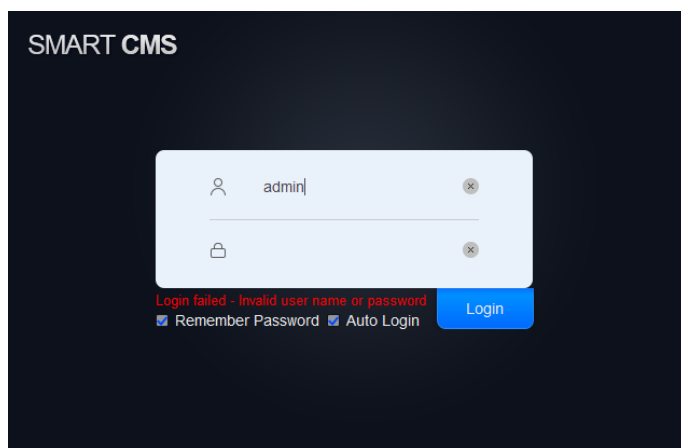 SMART CMS
admin
Login failed - Invalid user name or password
Login
Remember Password Auto Login